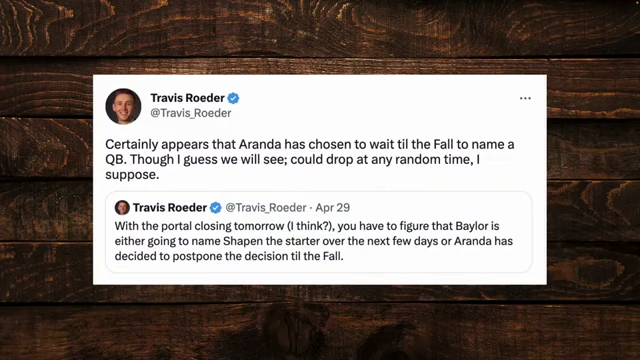 Travis Roeder
@Travis_Roeder
Certainly appears that Aranda has chosen to wait til the Fall to name a
QB. Though I guess we will see; could drop at any random time, I
suppose.
Travis Roeder @Travis_Roeder · Apr 29
With the portal closing tomorrow (I think?), you have to figure that Baylor is
either going to name Shapen the starter over the next few days or Aranda has
decided to postpone the decision til the Fall.